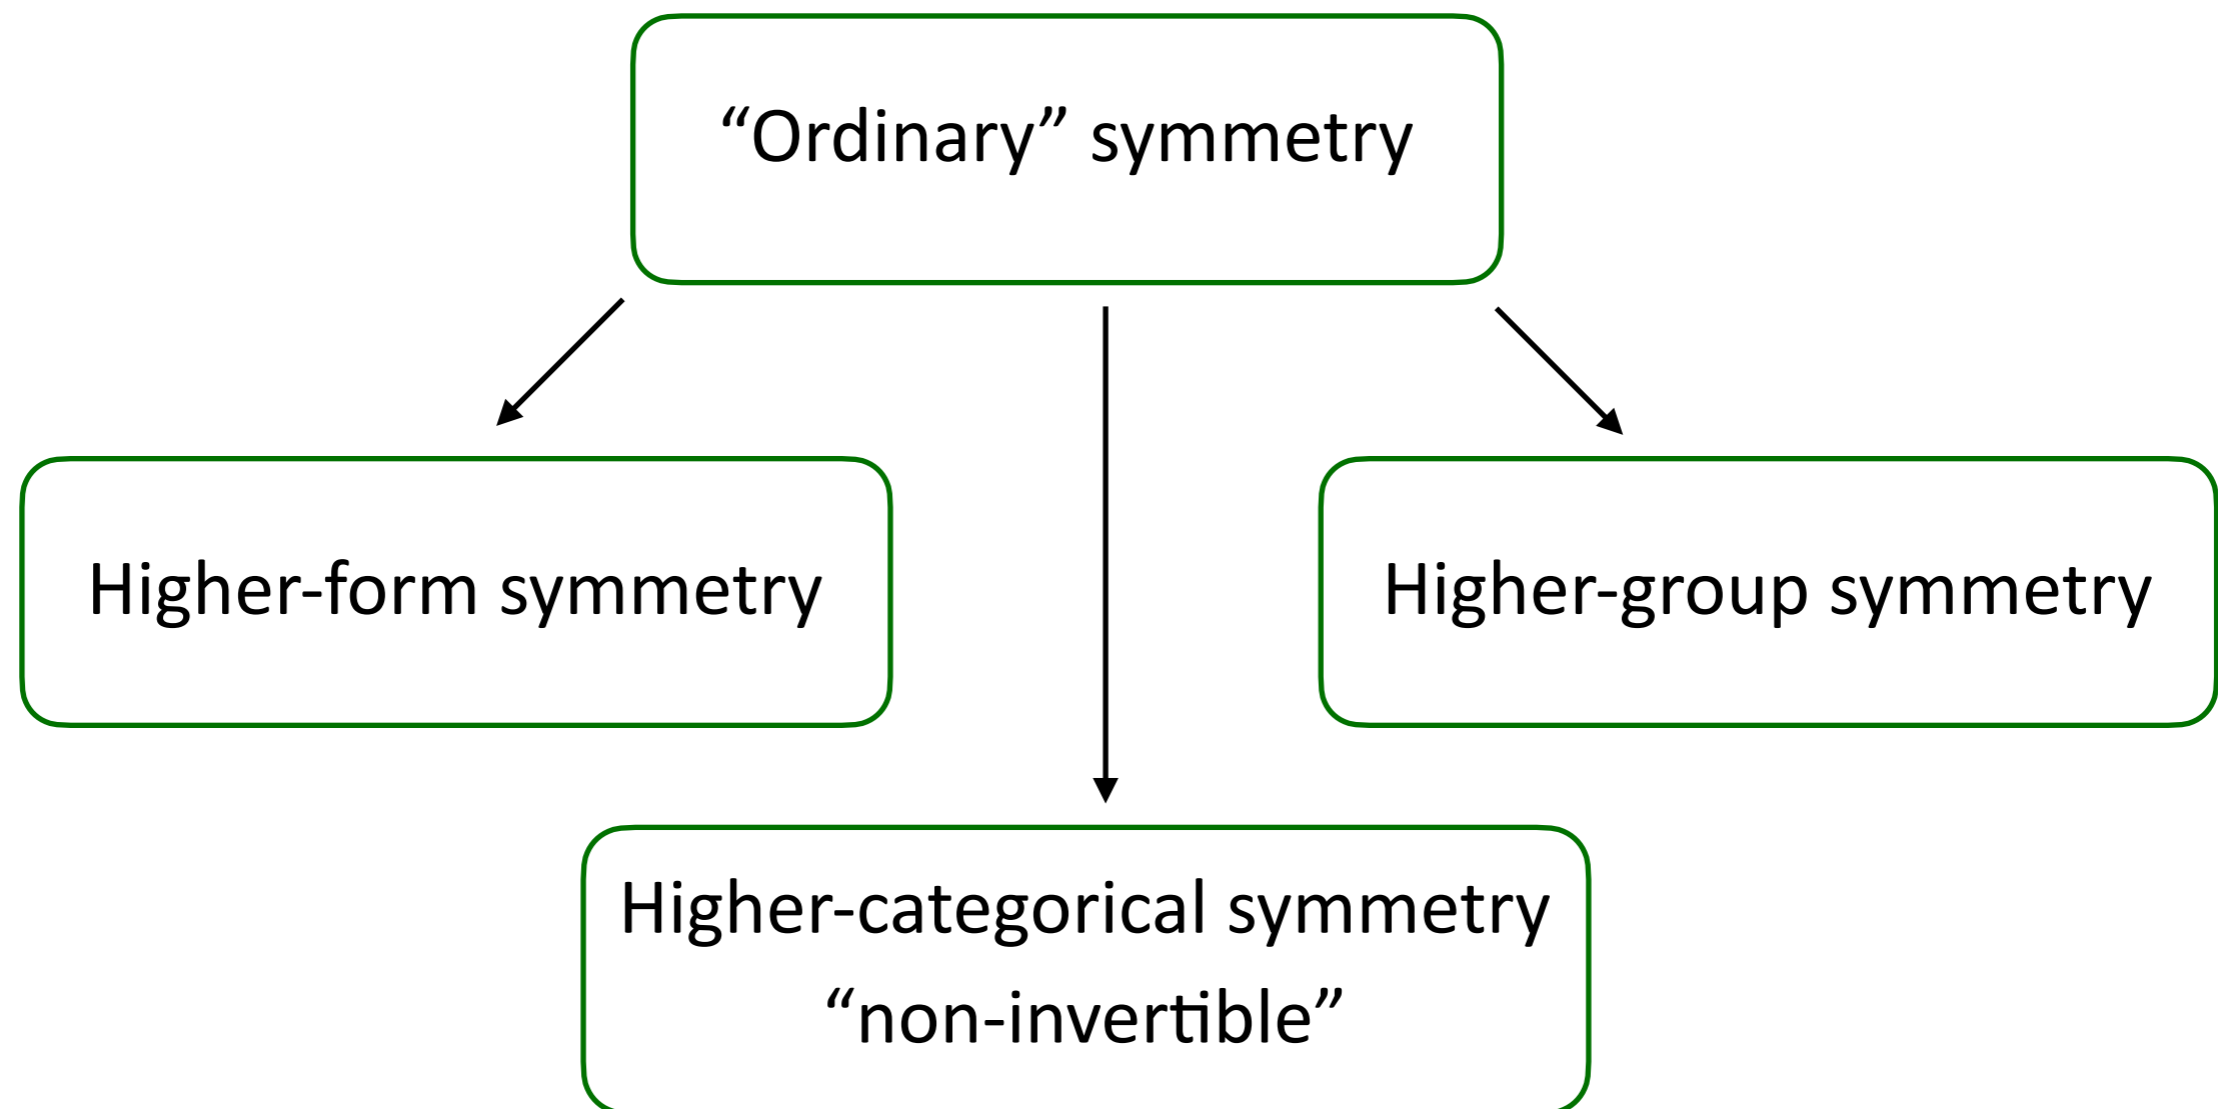 “Ordinary” symmetry
Higher-form symmetry
Higher-group symmetry
Higher-categorical symmetry
“non-invertible”